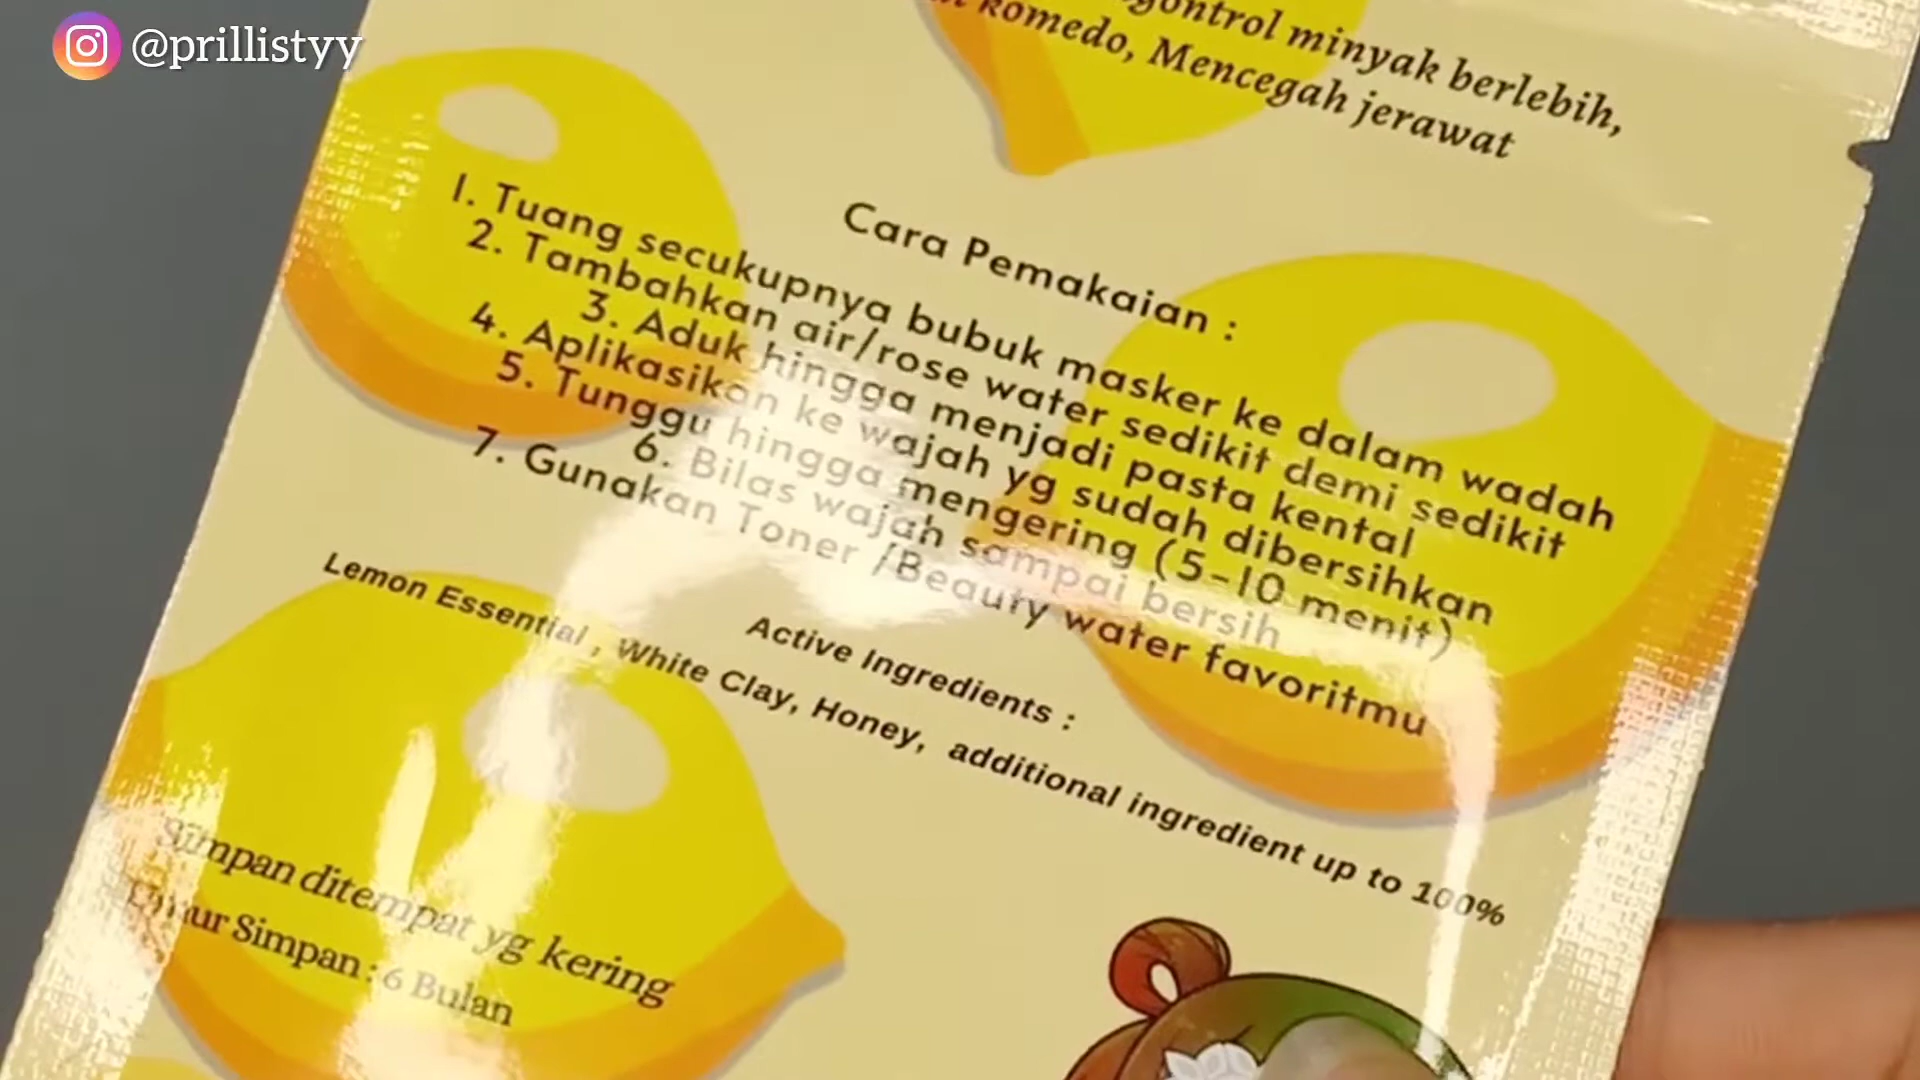 @prillistyy
ngontrol minyak berlebih,
komedo, Mencegah jerawat
Cara Pemakaian :
1. Tuang secukupnya bubuk masker ke dalam wadah
2. Tambahkan air/rose water sedikit demi sedikit
3. Aduk hingga menjadi pasta kental
4. Aplikasikan ke wajah yg sudah dibersihkan
5. Tunggu hingga mengering (5-10 menit)
6. Bilas wajah sampai bersih
7. Gunakan Toner /Beauty water favoritmu
Active Ingredients :
Lemon Essential , White Clay, Honey, additional ingredient up to 100%
Simpan ditempat yg kering
Umur Simpan : 6 Bulan